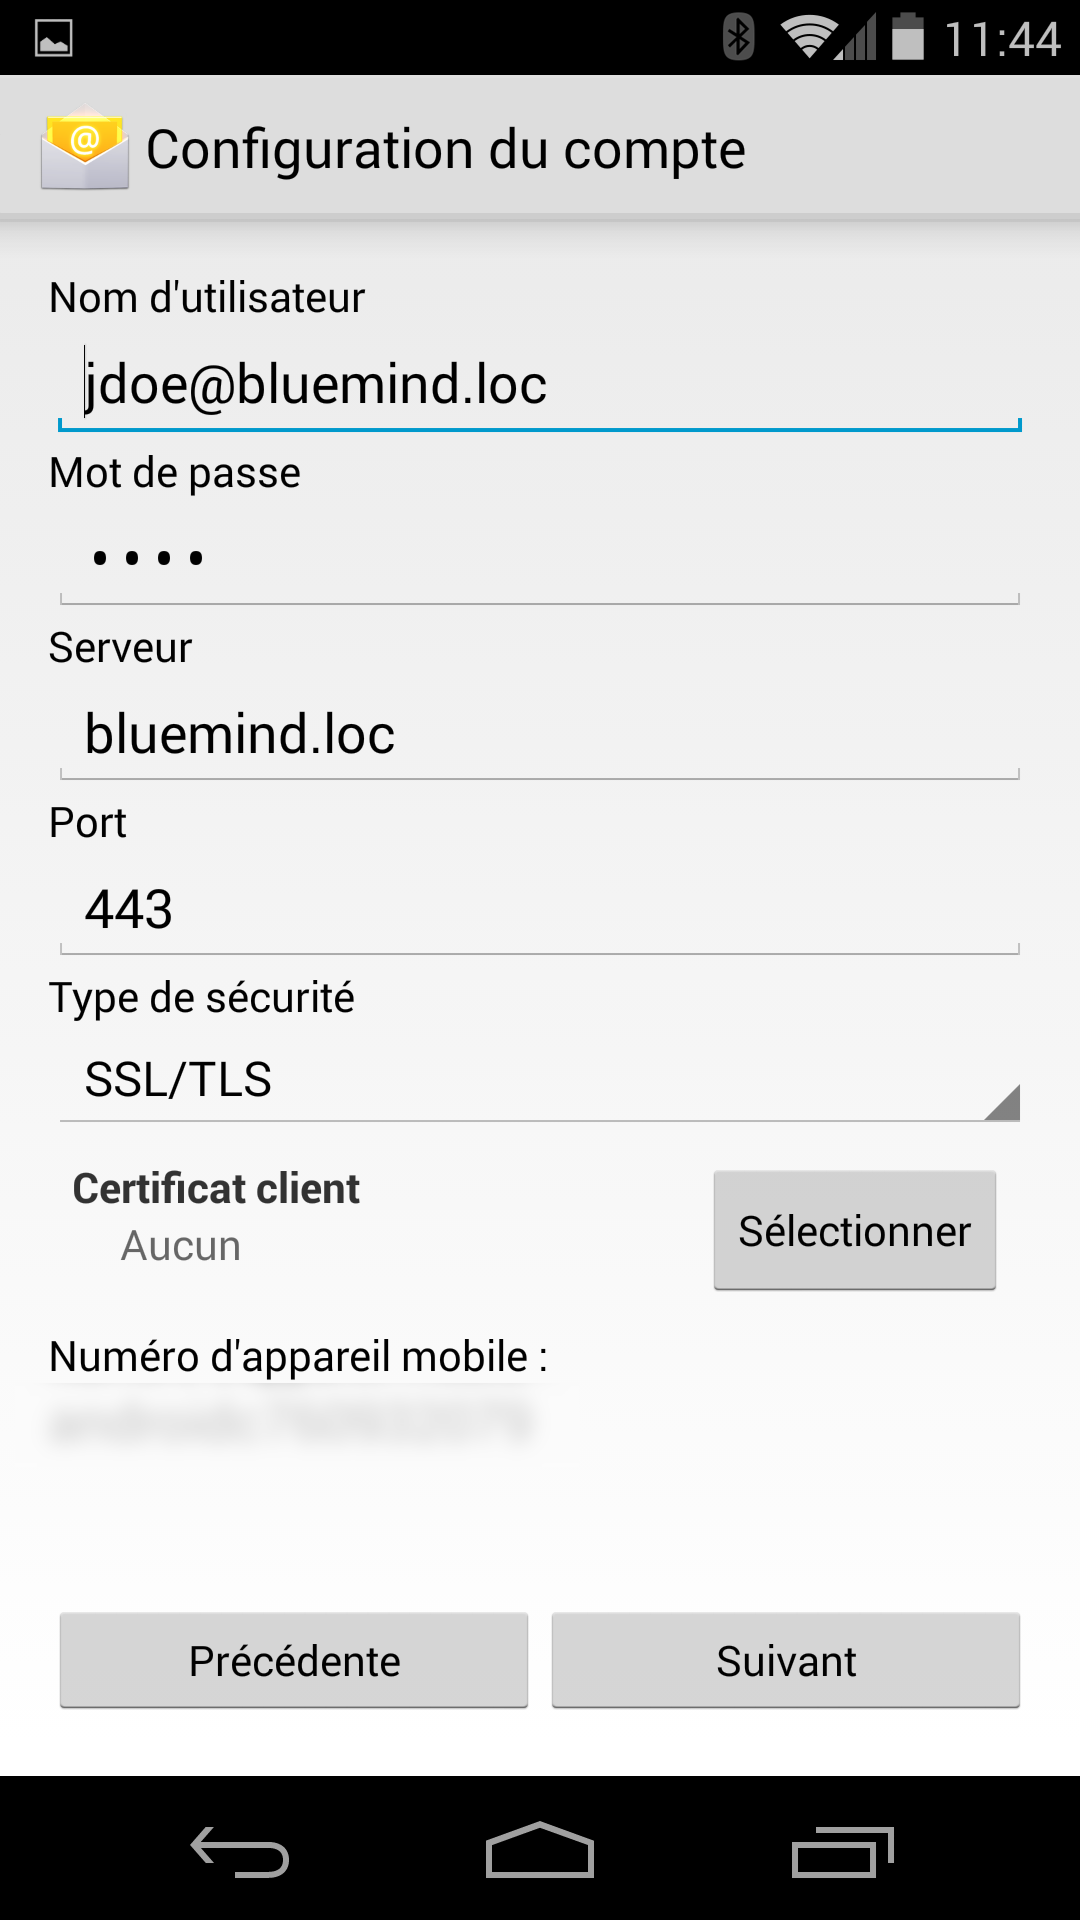 11:44
@ Configuration du compte
Nom d'utilisateur
jdoe@bluemind.loc
Mot de passe
••••
Serveur
bluemind.loc
Port
443
Type de sécurité
SSL/TLS
Certificat client
Aucun
Sélectionner
Numéro d'appareil mobile :
Précédente
Suivant